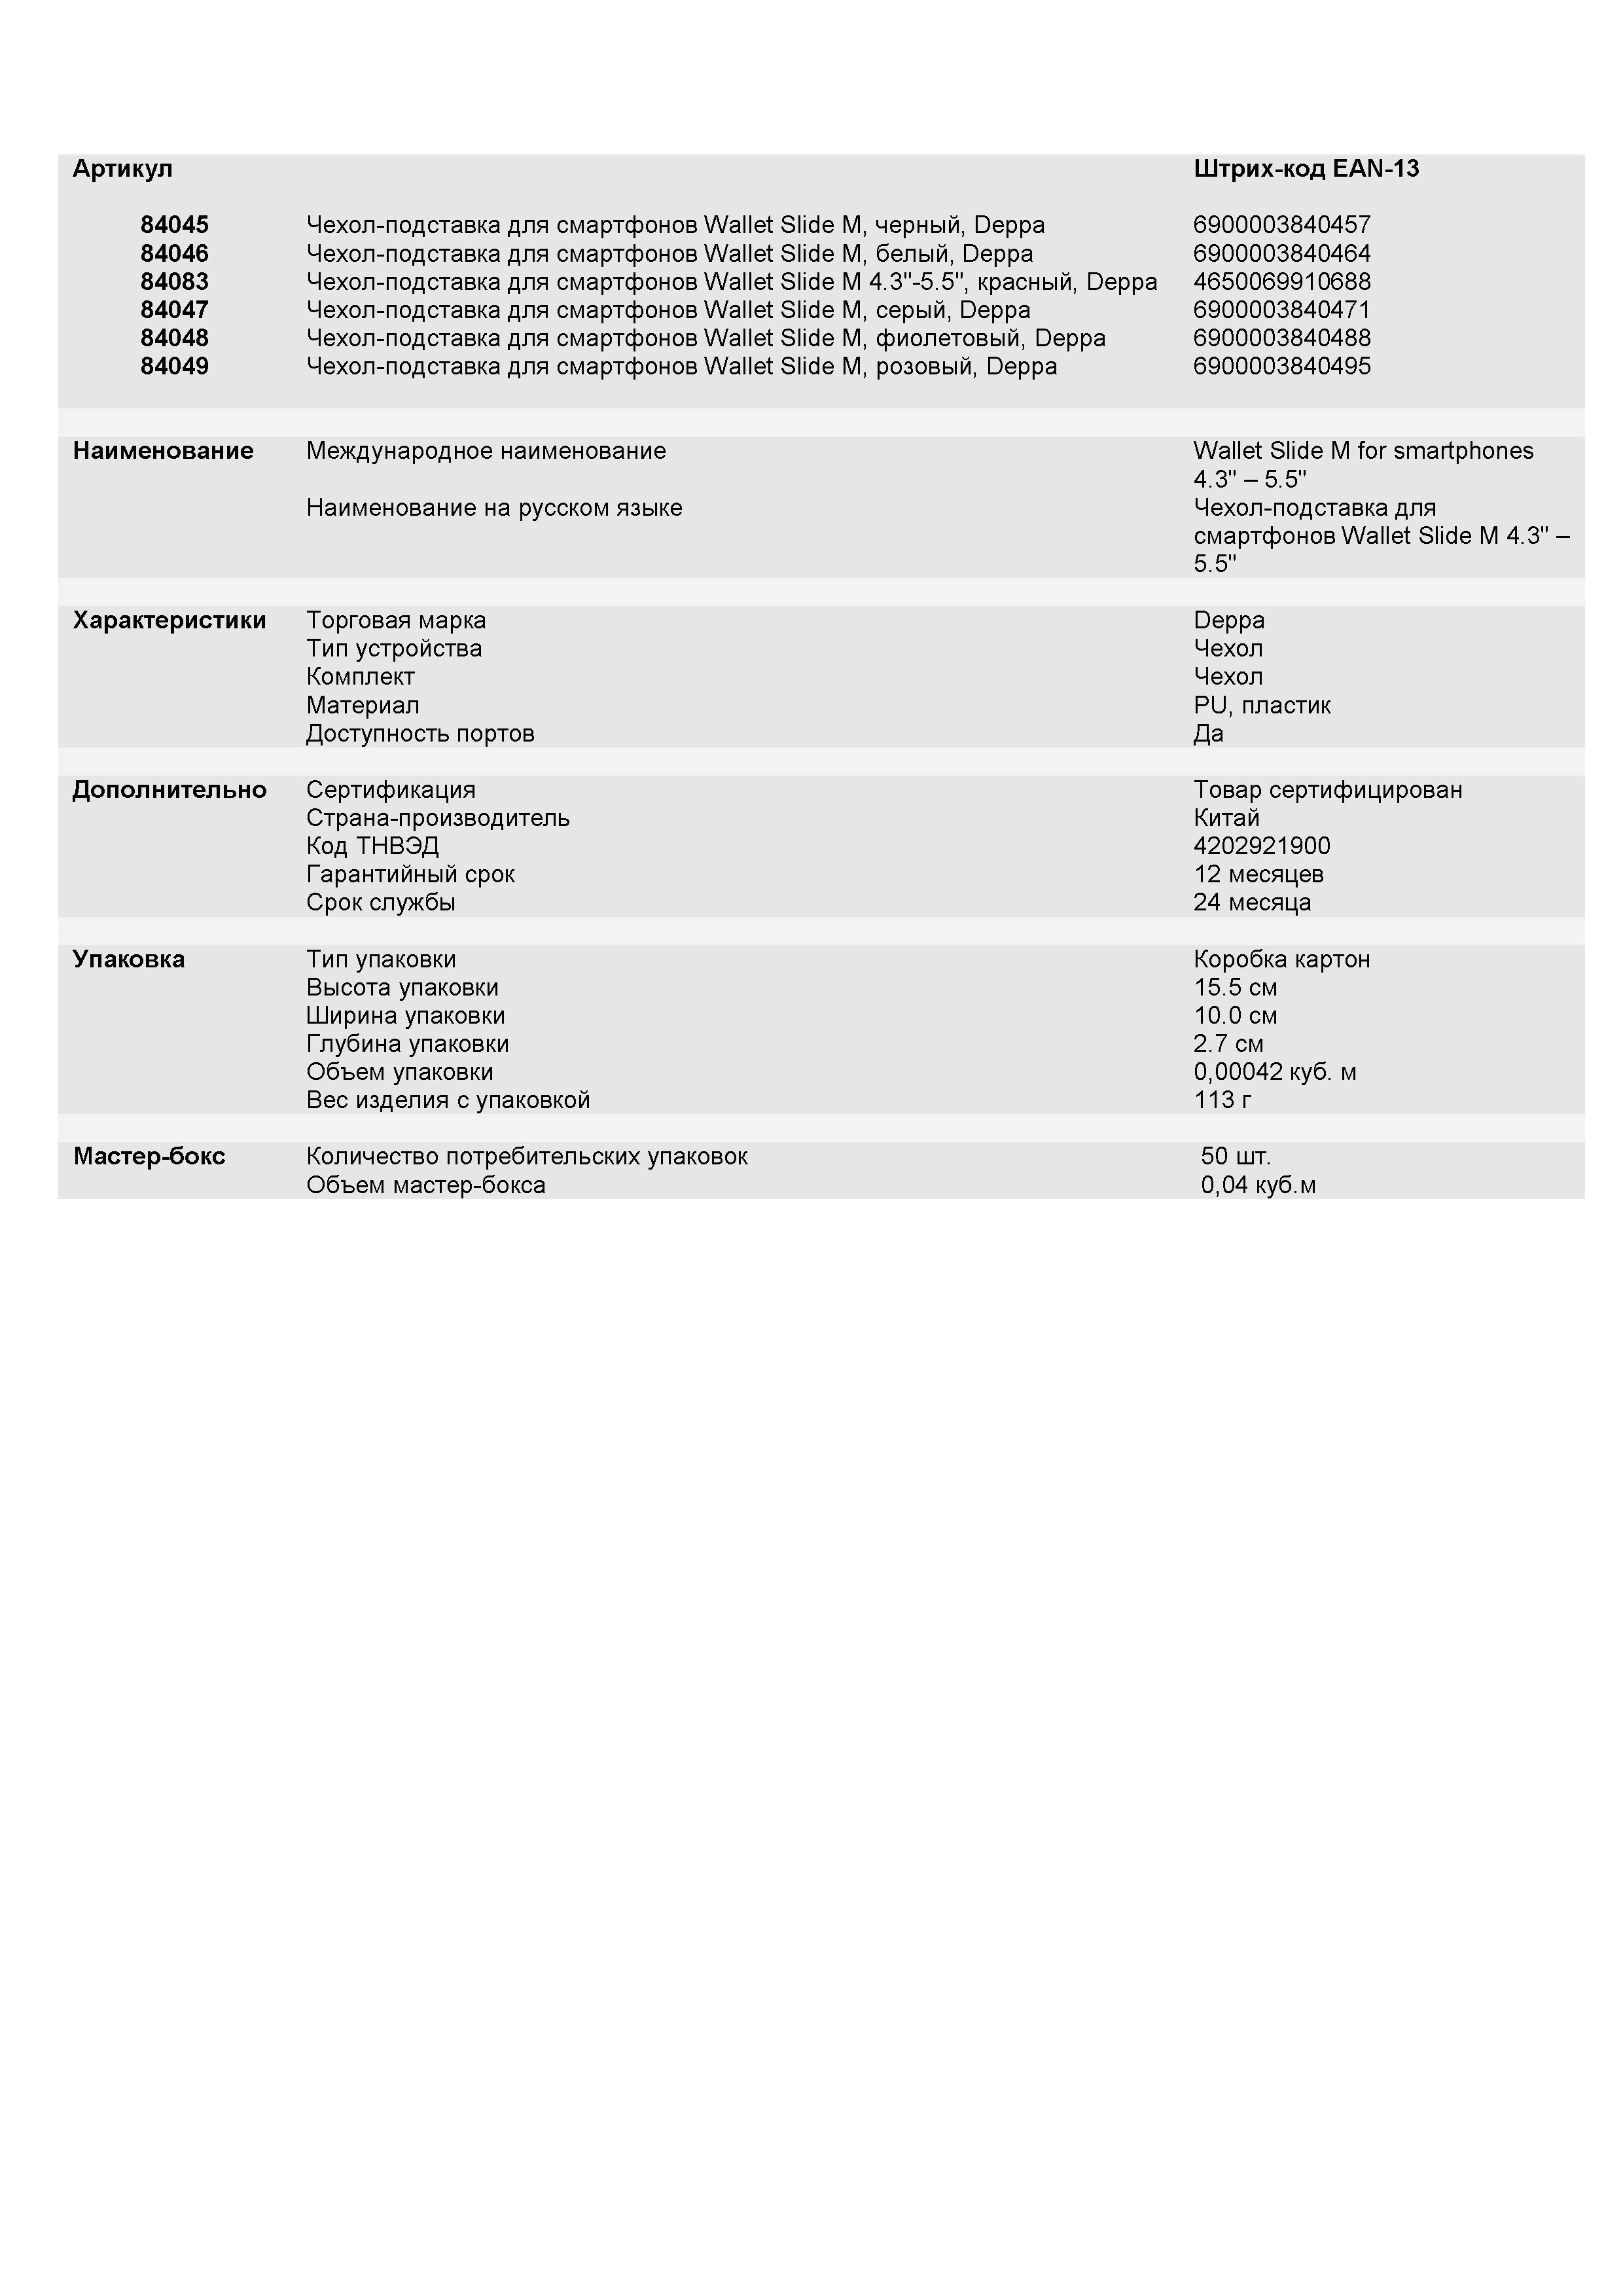 Артикул Штрих-код EAN-13
84045 Чехол-подставка для смартфонов Wallet Slide M, черный, Deppa 6900003840457
84046 Чехол-подставка для смартфонов Wallet Slide M, белый, Deppa 6900003840464
84083 Чехол-подставка для смартфонов Wallet Slide M 4.3"-5.5", красный, Deppa 4650069910688
84047 Чехол-подставка для смартфонов Wallet Slide M, серый, Deppa 6900003840471
84048 Чехол-подставка для смартфонов Wallet Slide M, фиолетовый, Deppa 6900003840488
84049 Чехол-подставка для смартфонов Wallet Slide M, розовый, Deppa 6900003840495
Наименование Международное наименование Wallet Slide M for smartphones
4.3" – 5.5"
Наименование на русском языке Чехол-подставка для
смартфонов Wallet Slide M 4.3" –
5.5"
Характеристики Торговая марка Deppa
Тип устройства Чехол
Комплект Чехол
Материал PU, пластик
Доступность портов Да
Дополнительно Сертификация Товар сертифицирован
Страна-производитель Китай
Код ТНВЭД 4202921900
Гарантийный срок 12 месяцев
Срок службы 24 месяца
Упаковка Тип упаковки Коробка картон
Высота упаковки 15.5 см
Ширина упаковки 10.0 см
Глубина упаковки 2.7 см
Объем упаковки 0,00042 куб. м
Вес изделия с упаковкой 113 г
Мастер-бокс Количество потребительских упаковок 50 шт.
Объем мастер-бокса 0,04 куб.м